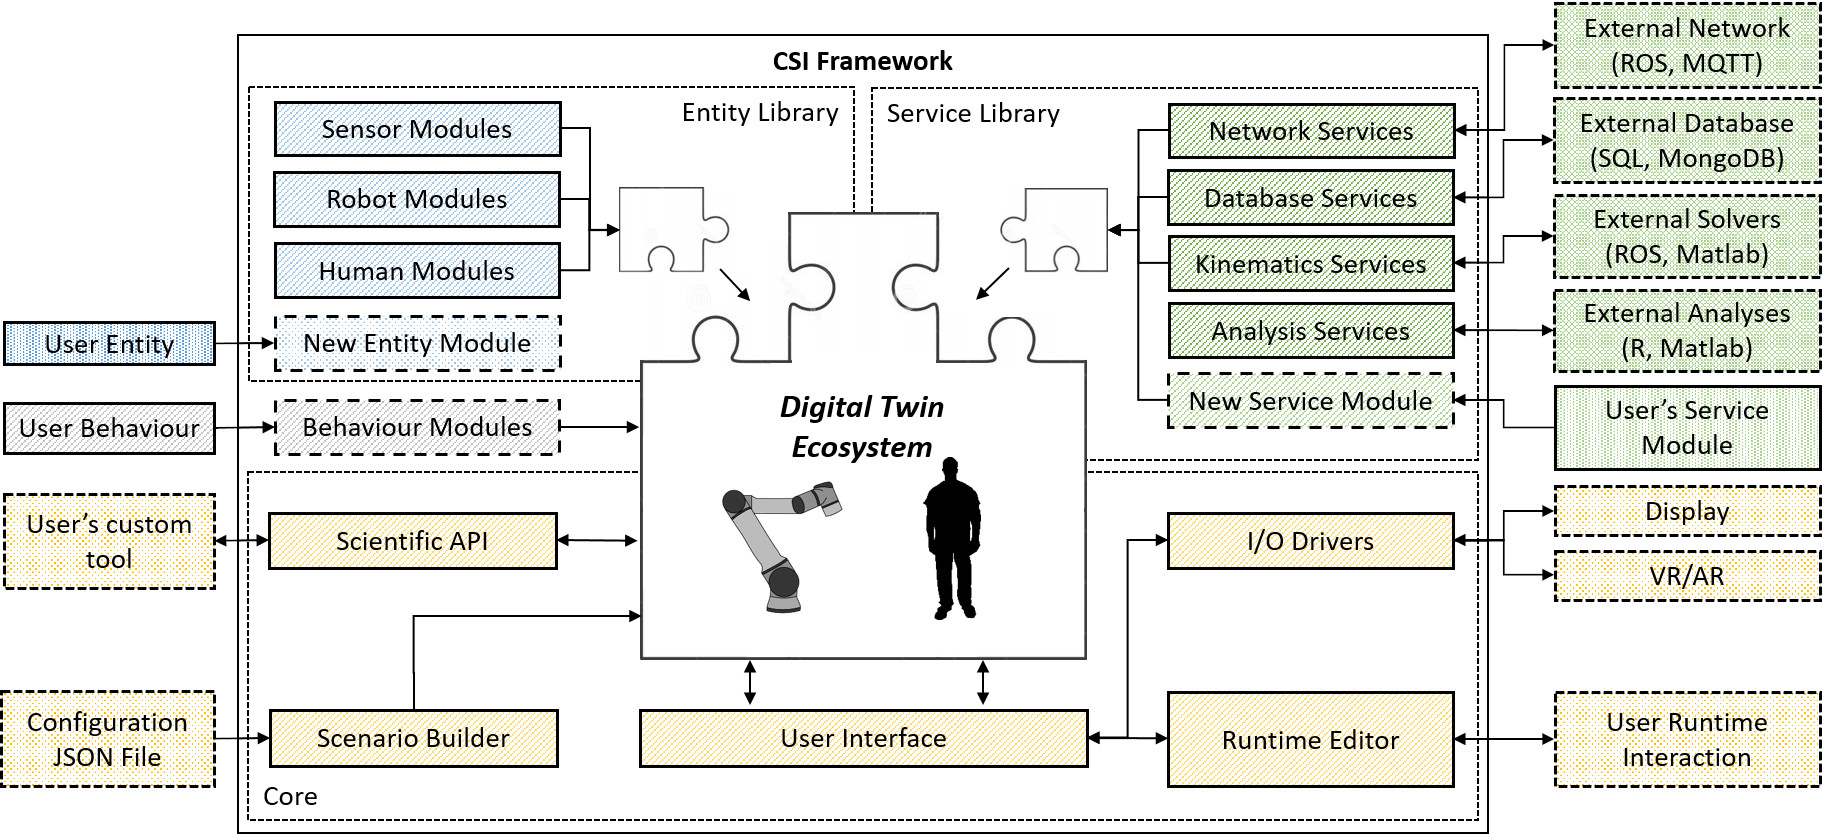 CSI Framework
Entity Library
Sensor Modules
Robot Modules
Human Modules
New Entity Module
User Entity
User Behaviour
Behaviour Modules
Service Library
Network Services
Database Services
Kinematics Services
Analysis Services
New Service Module
External Network
(ROS, MQTT)
External Database
(SQL, MongoDB)
External Solvers
(ROS, Matlab)
External Analyses
(R, Matlab)
User's Service
Module
Digital Twin
Ecosystem
User's custom
tool
Scientific API
I/O Drivers
Display
VR/AR
Configuration
JSON File
Scenario Builder
User Interface
Runtime Editor
User Runtime
Interaction
Core